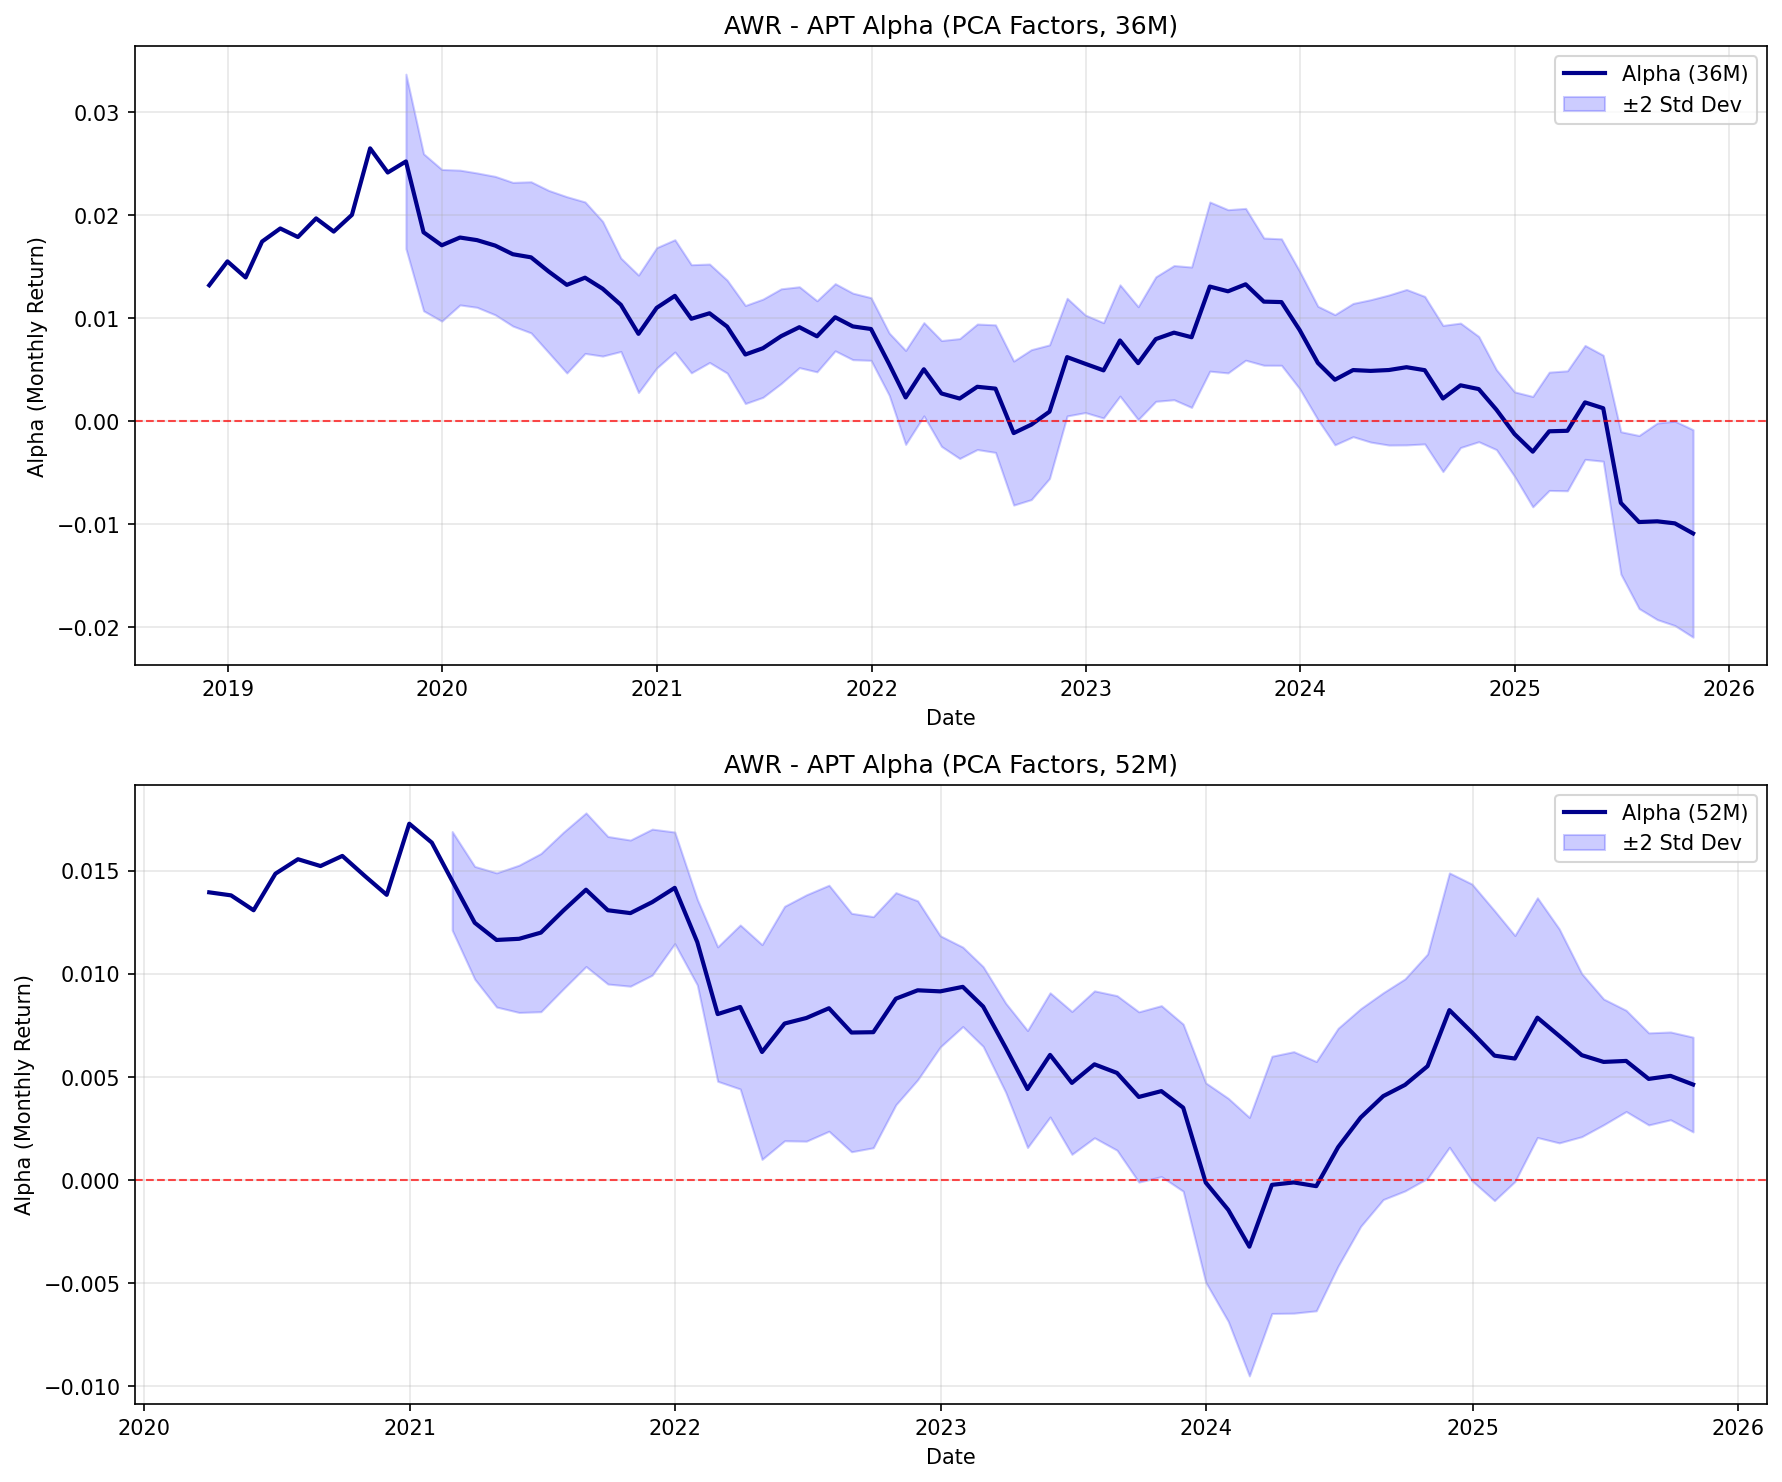 AWR - APT Alpha (PCA Factors, 36M)
Alpha (Monthly Return)
0.03
0.02
0.01
0.00
−0.01
−0.02
Alpha (36M)
±2 Std Dev
2019 2020 2021 2022 2023 2024 2025 2026
Date
AWR - APT Alpha (PCA Factors, 52M)
Alpha (Monthly Return)
0.015
0.010
0.005
0.000
−0.005
−0.010
Alpha (52M)
±2 Std Dev
2020 2021 2022 2023 2024 2025 2026
Date